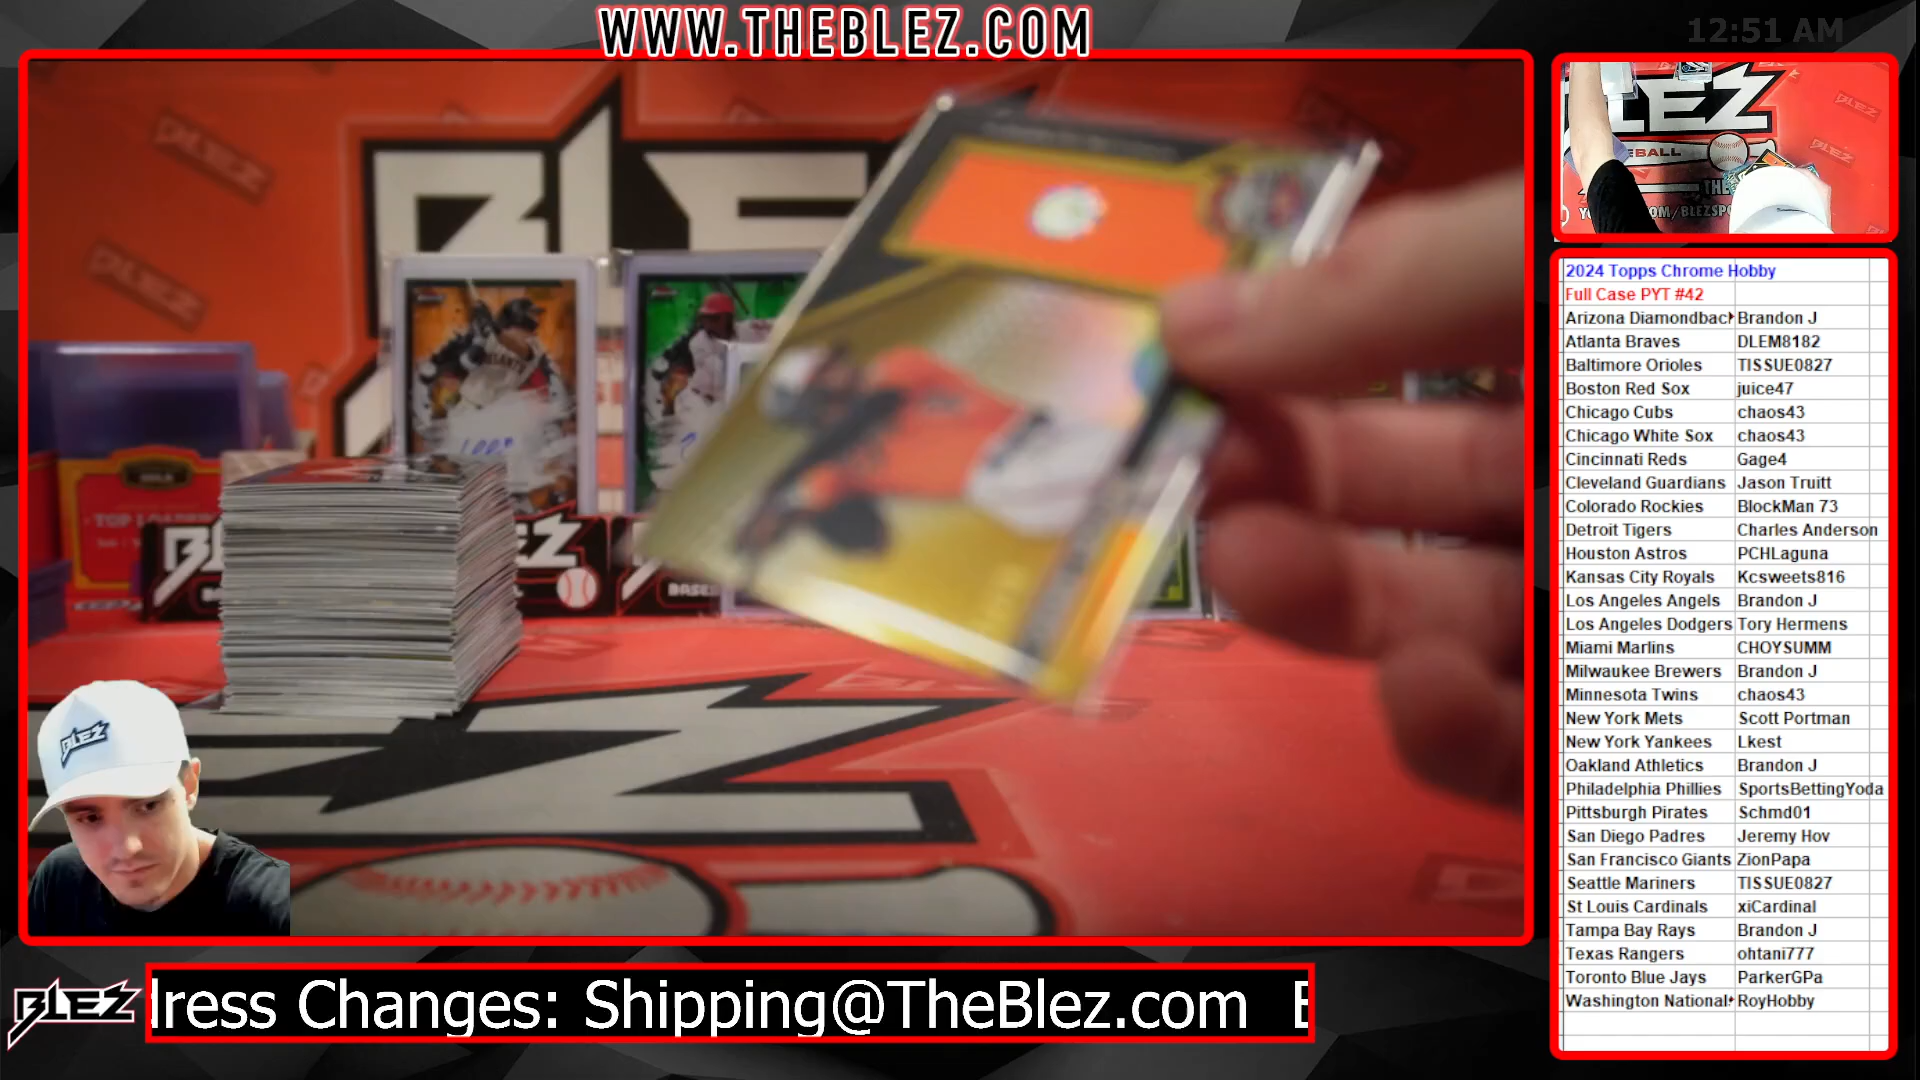 WWW.THEBLEZ.COM
12:51 AM
2024 Topps Chrome Hobby
Full Case PYT #42
Arizona Diamondbac Brandon J
Atlanta Braves DLEM8182
Baltimore Orioles TISSUE0827
Boston Red Sox juice47
Chicago Cubs chaos43
Chicago White Sox chaos43
Cincinnati Reds Gage4
Cleveland Guardians Jason Truitt
Colorado Rockies BlockMan 73
Detroit Tigers Charles Anderson
Houston Astros PCHLaguna
Kansas City Royals Kcsweets816
Los Angeles Angels Brandon J
Los Angeles Dodgers Tory Hermens
Miami Marlins CHOYSUMM
Milwaukee Brewers Brandon J
Minnesota Twins chaos43
New York Mets Scott Portman
New York Yankees Lkest
Oakland Athletics Brandon J
Philadelphia Phillies SportsBettingYoda
Pittsburgh Pirates Schmd01
San Diego Padres Jeremy Hov
San Francisco Giants ZionPapa
Seattle Mariners TISSUE0827
St Louis Cardinals xiCardinal
Tampa Bay Rays Brandon J
Texas Rangers ohtani777
Toronto Blue Jays ParkerGPa
Washington National RoyHobby
BLEZ
BLEZ
dress Changes: Shipping@TheBlez.com